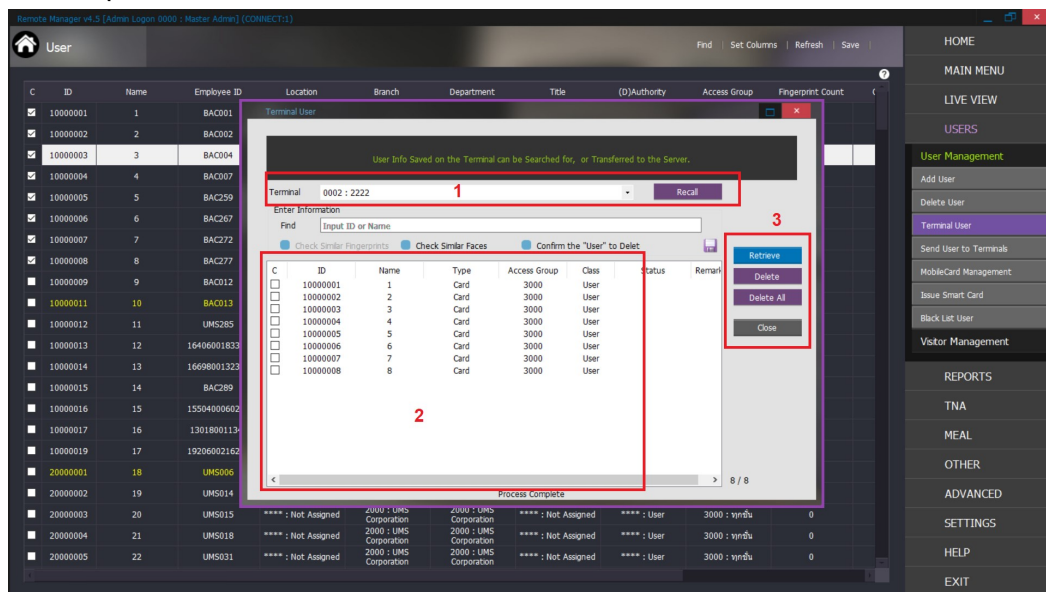 Remote Manager v4.5 [Admin Logon 0000 : Master Admin] (CONNECT:1)
User
Find | Set Columns | Refresh | Save |
HOME
MAIN MENU
LIVE VIEW
USERS
User Management
Add User
Delete User
Terminal User
Send User to Terminals
MobileCard Management
Issue Smart Card
Black List User
Visitor Management
REPORTS
TNA
MEAL
OTHER
ADVANCED
SETTINGS
HELP
EXIT
C ID Name Employee ID Location Branch Department Title (D)Authority Access Group Fingerprint Count
10000001 1 BAC001
10000002 2 BAC002
10000003 3 BAC004
10000004 4 BAC007
10000005 5 BAC259
10000006 6 BAC267
10000007 7 BAC272
10000008 8 BAC277
10000009 9 BAC012
10000011 10 BAC013
10000012 11 UMS285
10000013 12 16406001833
10000014 13 16698001323
10000015 14 BAC289
10000016 15 15504000602
10000017 16 1301800113
10000019 17 19206002162
20000001 18 UMS006
20000002 19 UMS014
20000003 20 UMS015 **** : Not Assigned 2000 : UMS Corporation 2000 : UMS Corporation **** : Not Assigned **** : User 3000 : ทุกชั้น 0
20000004 21 UMS018 **** : Not Assigned 2000 : UMS Corporation 2000 : UMS Corporation **** : Not Assigned **** : User 3000 : ทุกชั้น 0
20000005 22 UMS031 **** : Not Assigned 2000 : UMS Corporation 2000 : UMS Corporation **** : Not Assigned **** : User 3000 : ทุกชั้น 0
Terminal User
User Info Saved on the Terminal can be Searched for, or Transferred to the Server.
Terminal 0002 : 2222 1 Recall
Enter Information
Find Input ID or Name
Check Similar Fingerprints Check Similar Faces Confirm the "User" to Delet
3
Retrieve
Delete
Delete All
Close
C ID Name Type Access Group Class Status Remark
10000001 1 Card 3000 User
10000002 2 Card 3000 User
10000003 3 Card 3000 User
10000004 4 Card 3000 User
10000005 5 Card 3000 User
10000006 6 Card 3000 User
10000007 7 Card 3000 User
10000008 8 Card 3000 User
2
8 / 8
Process Complete